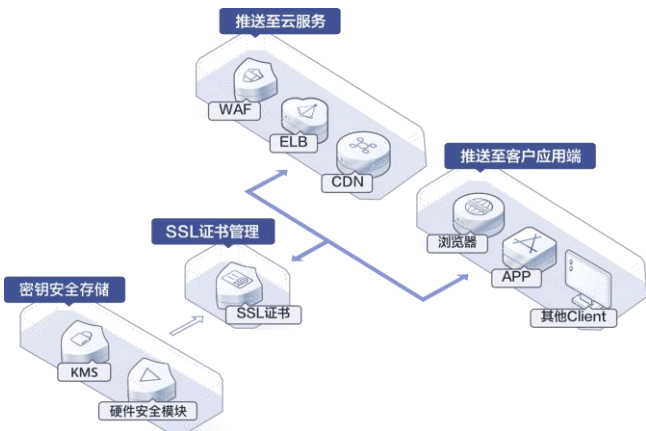 推送至云服务
WAF
ELB
CDN
推送至客户应用端
浏览器
APP
其他Client
SSL证书管理
SSL证书
密钥安全存储
KMS
硬件安全模块